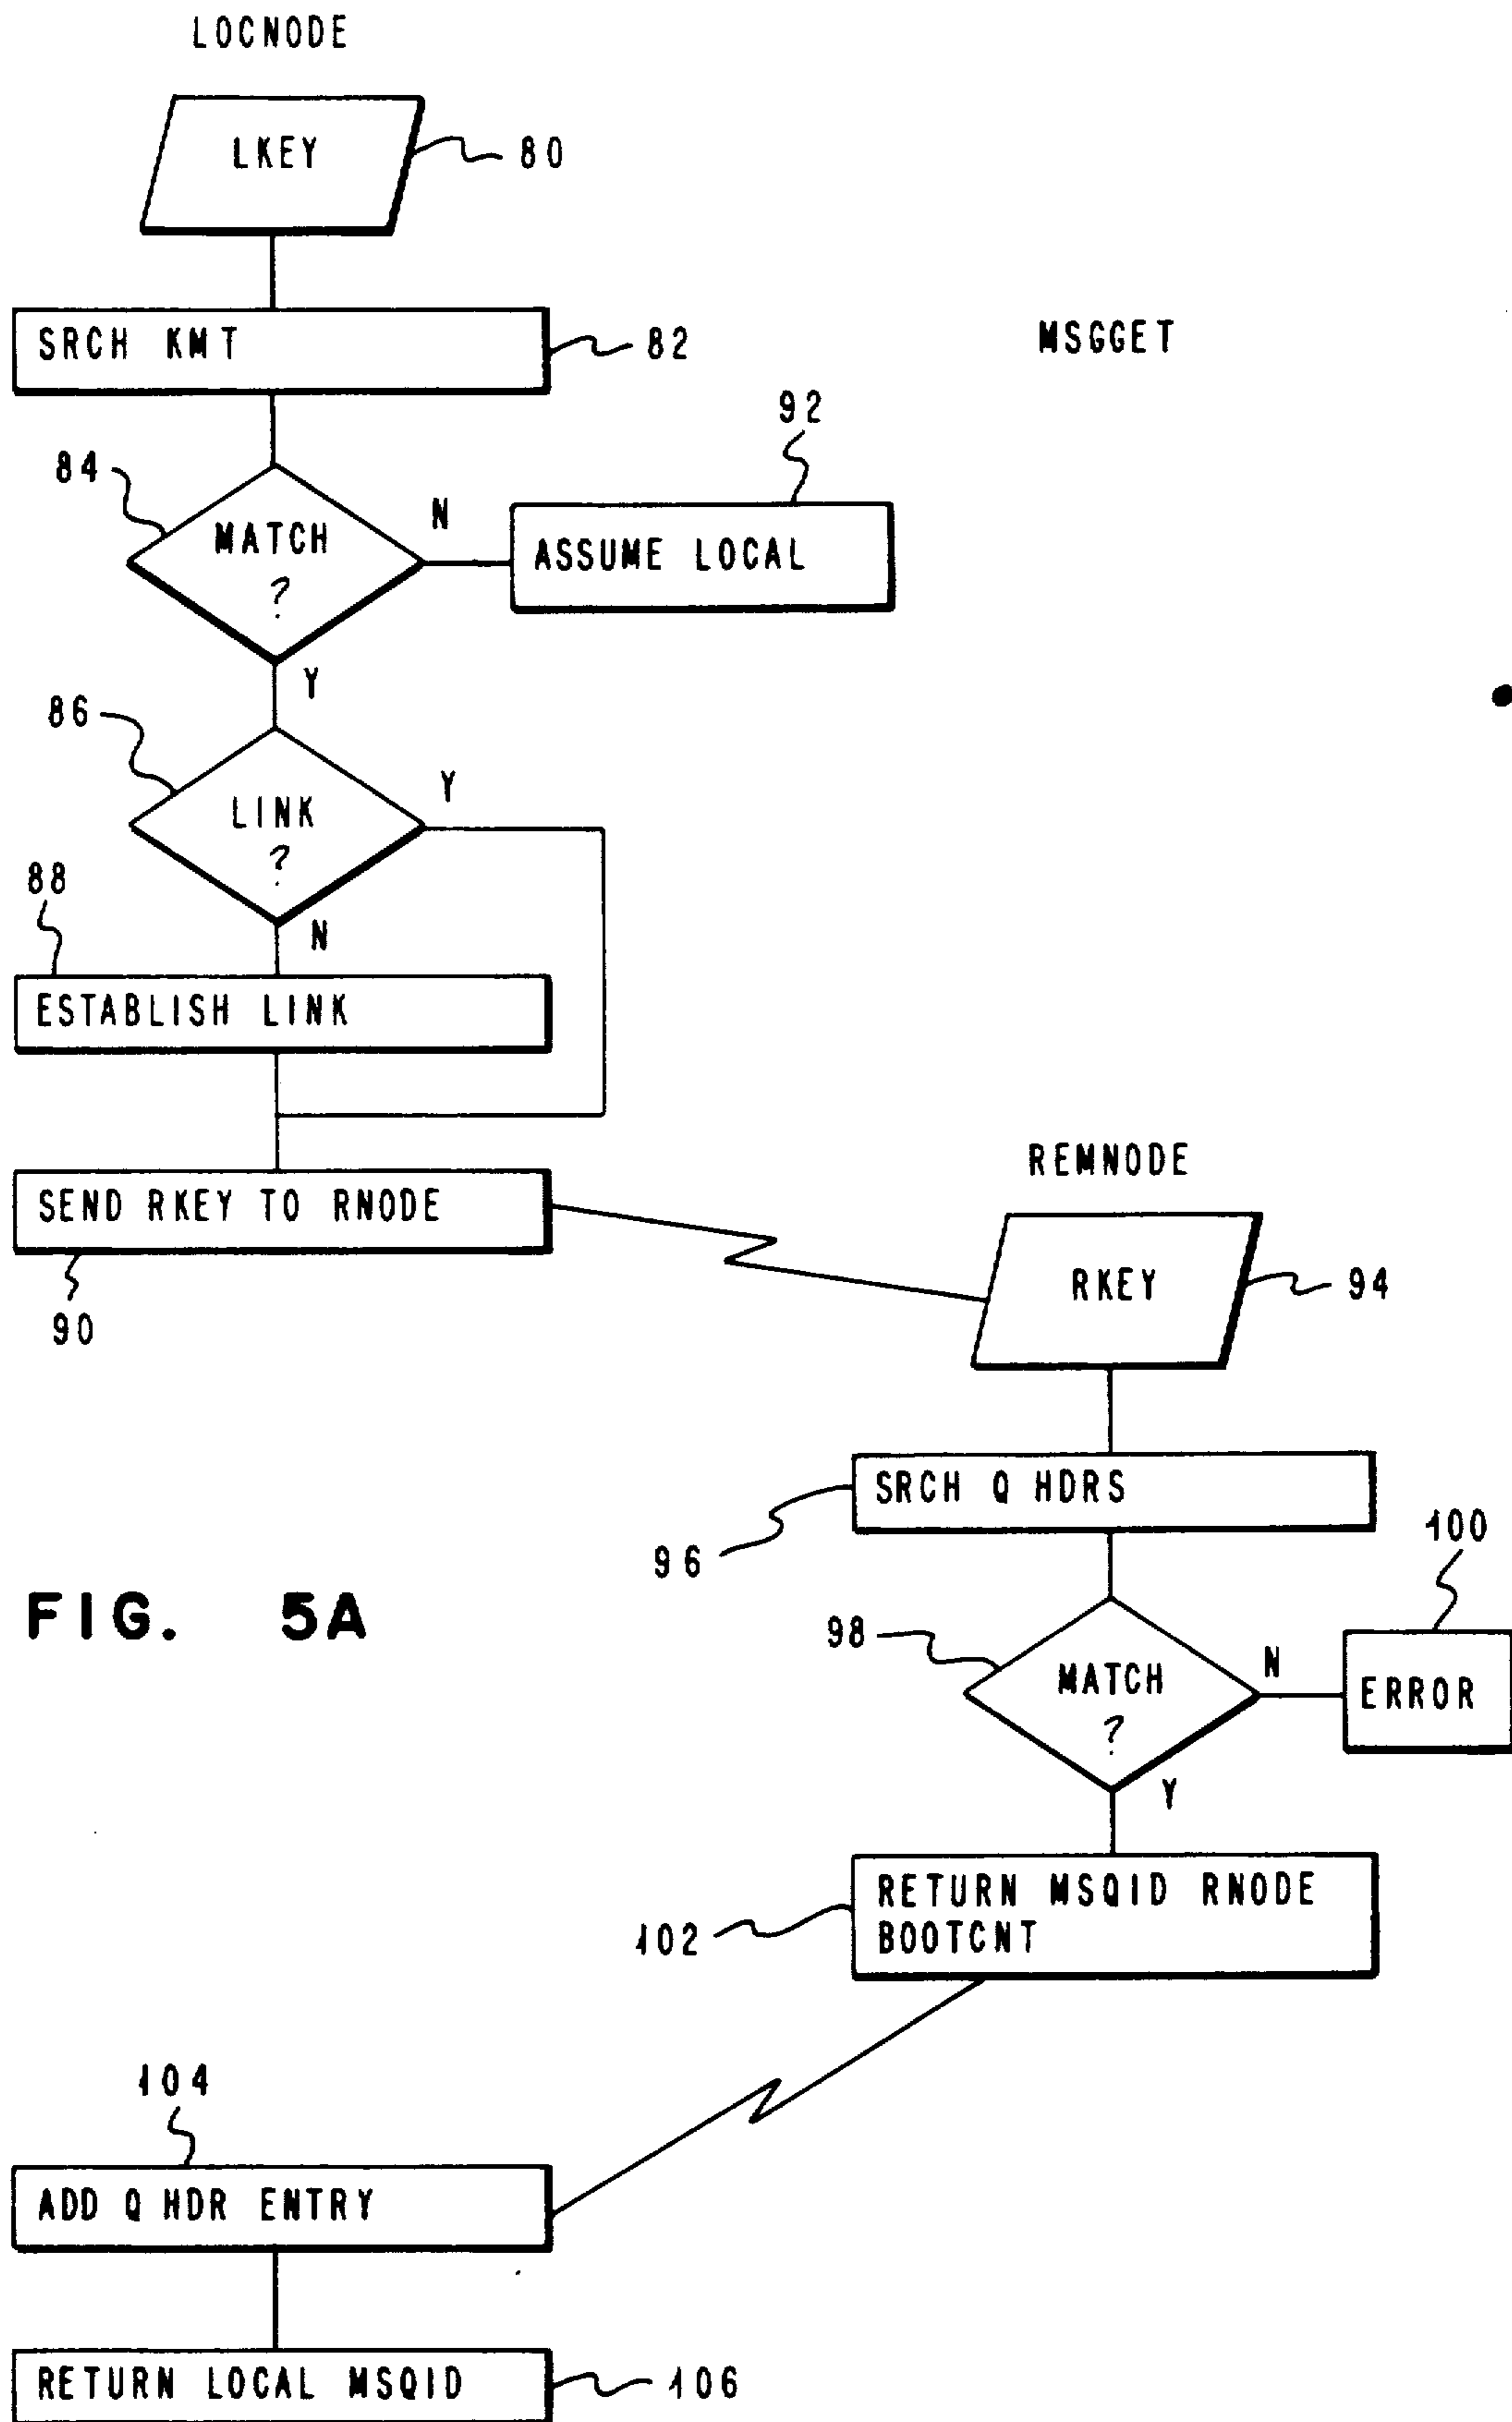 LOCNODE
LKEY
80
SRCH KMT
82
MSGGET
92
84
MATCH
?
N
ASSUME LOCAL
Y
86
LINK
?
Y
88
N
ESTABLISH LINK
REMNODE
SEND RKEY TO RNODE
90
RKEY
94
SRCH Q HDRS
96
100
FIG. 5A
98
MATCH
?
N
ERROR
Y
RETURN MSQID RNODE
BOOTCNT
102
104
ADD Q HDR ENTRY
RETURN LOCAL MSQID
106